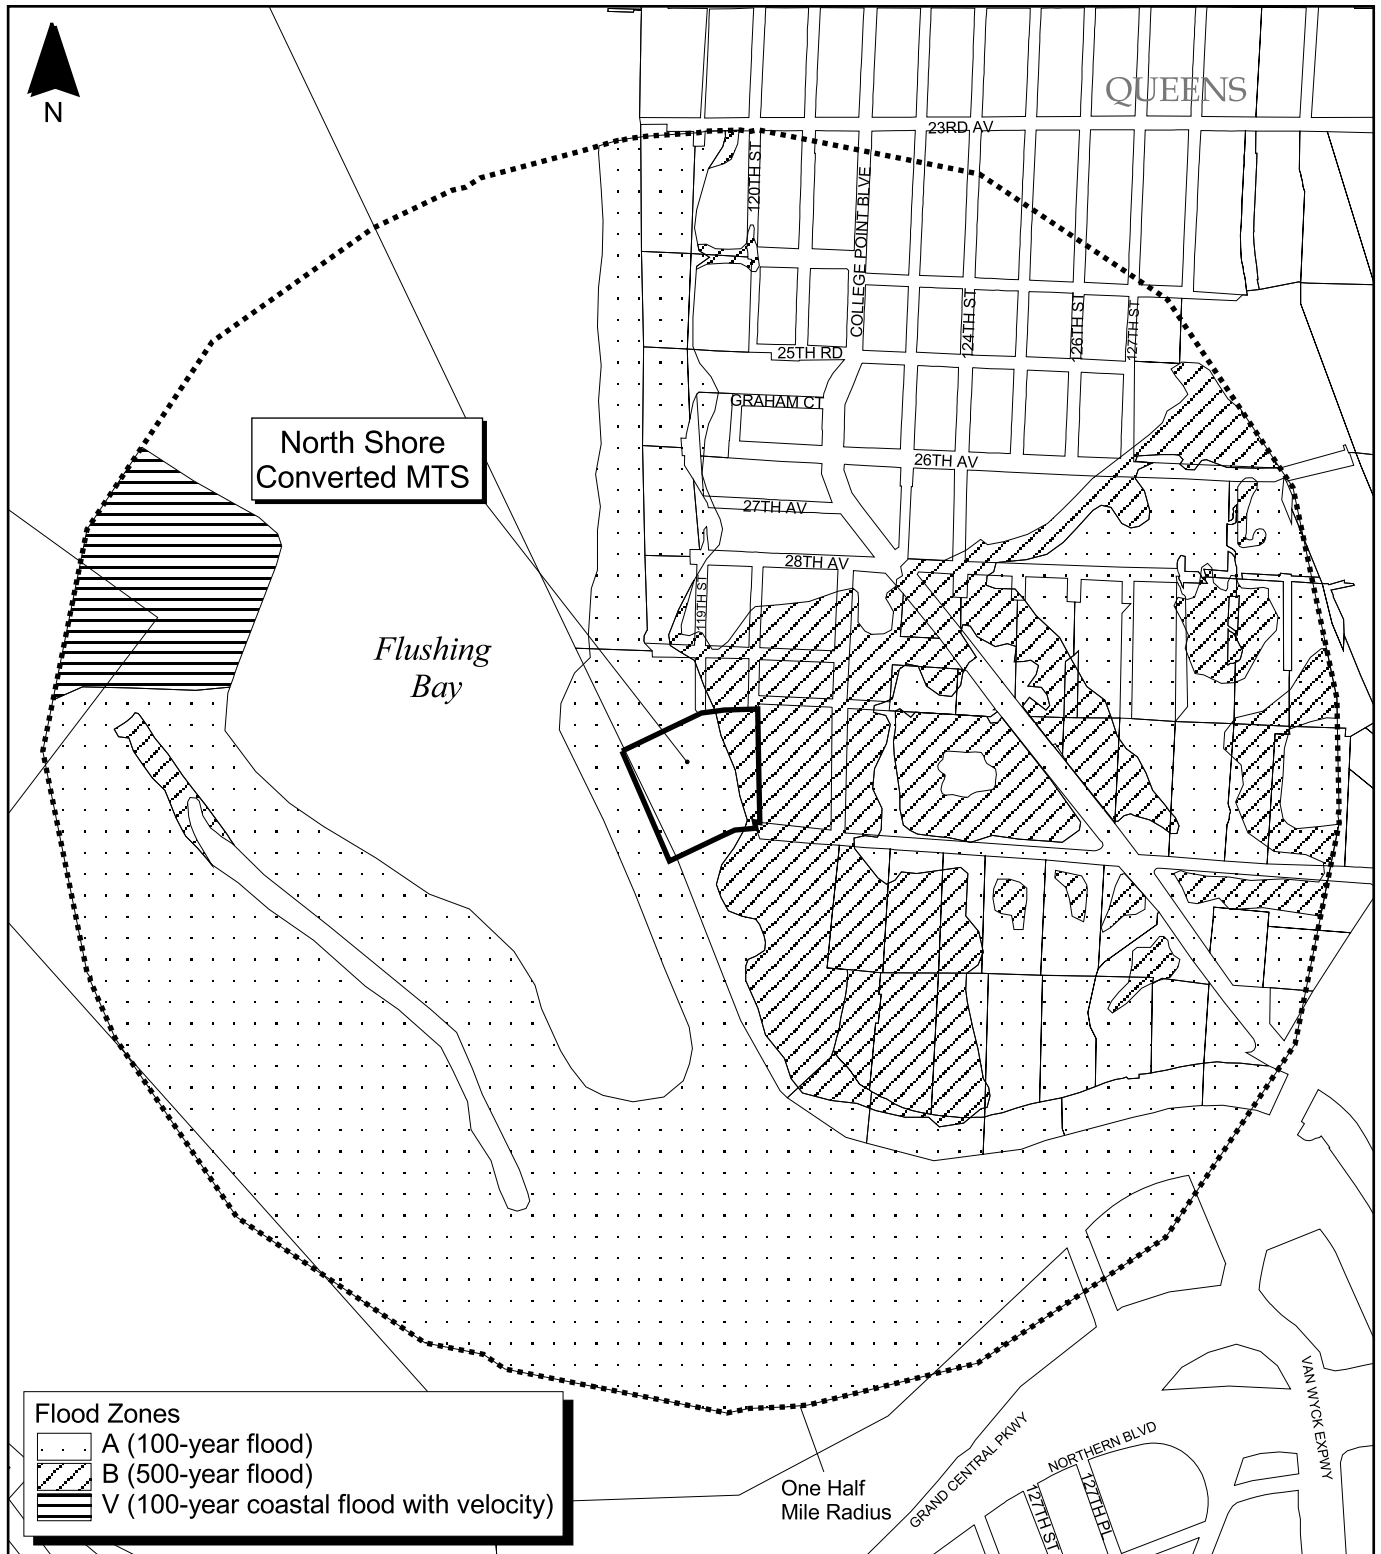 N
QUEENS
23RD AV
120TH ST
COLLEGE POINT BLVE
124TH ST
126TH ST
127TH ST
25TH RD
GRAHAM CT
North Shore
Converted MTS
26TH AV
27TH AV
28TH AV
119TH ST
Flushing
Bay
Flood Zones
A (100-year flood)
B (500-year flood)
V (100-year coastal flood with velocity)
One Half
Mile Radius
GRAND CENTRAL PKWY
NORTHERN BLVD
VAN WYCK EXPWY
127TH ST
127TH PL